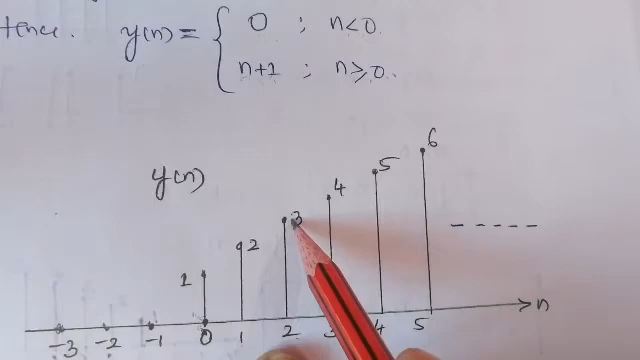 Hence. y(n) = { 0 ; n<0.
n+1 ; n≥0.
y(n)
1 2 3 4 5 6
-3 -2 -1 0 1 2 3 4 5 n